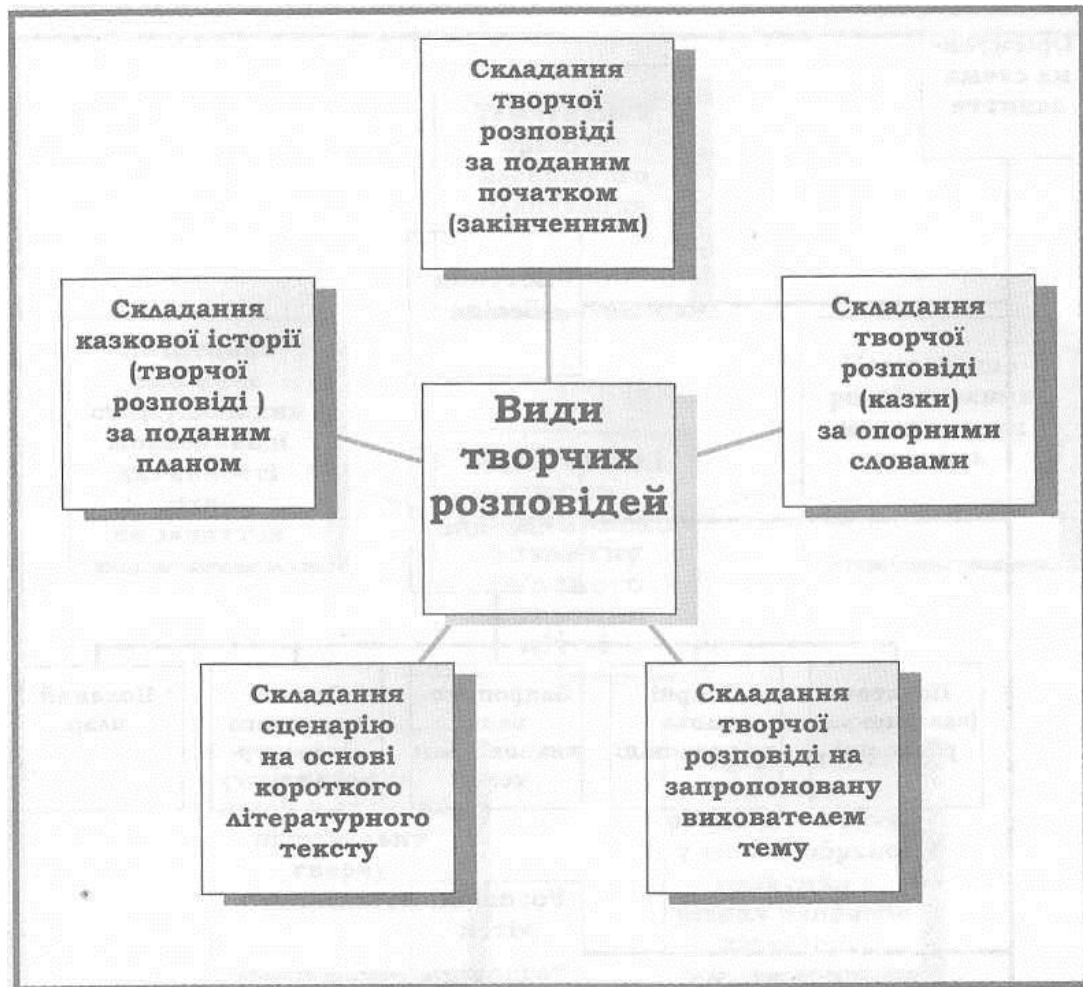 Складання
творчої
розповіді
за поданим
початком
(закінченням)
Складання
казкової історії
(творчої
розповіді )
за поданим
планом
Складання
творчої
розповіді
(казки)
за опорними
словами
Види
творчих
розповідей
Складання
сценарію
на основі
короткого
літературного
тексту
Складання
творчої
розповіді на
запропоновану
вихователем
тему